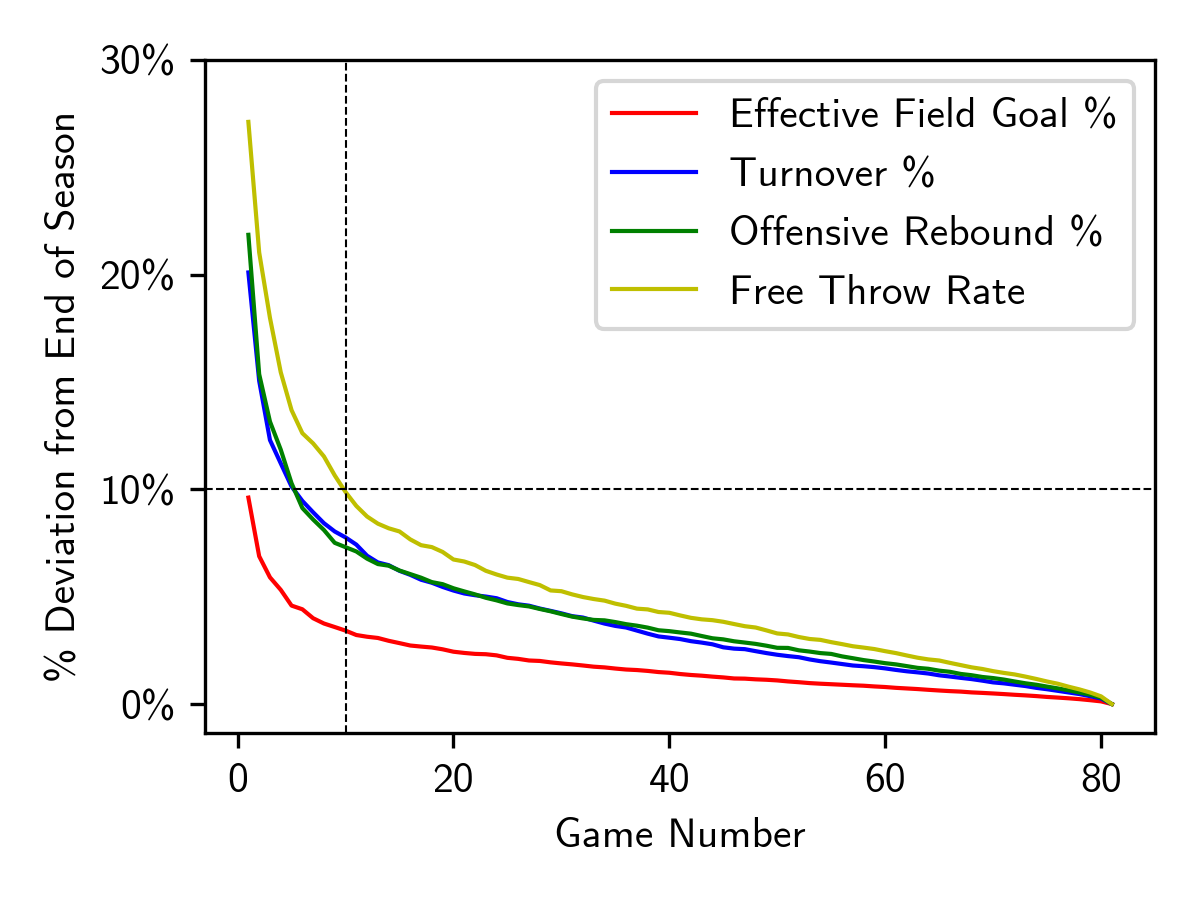 30%
20%
10%
0%
% Deviation from End of Season
Effective Field Goal %
Turnover %
Offensive Rebound %
Free Throw Rate
0 20 40 60 80
Game Number